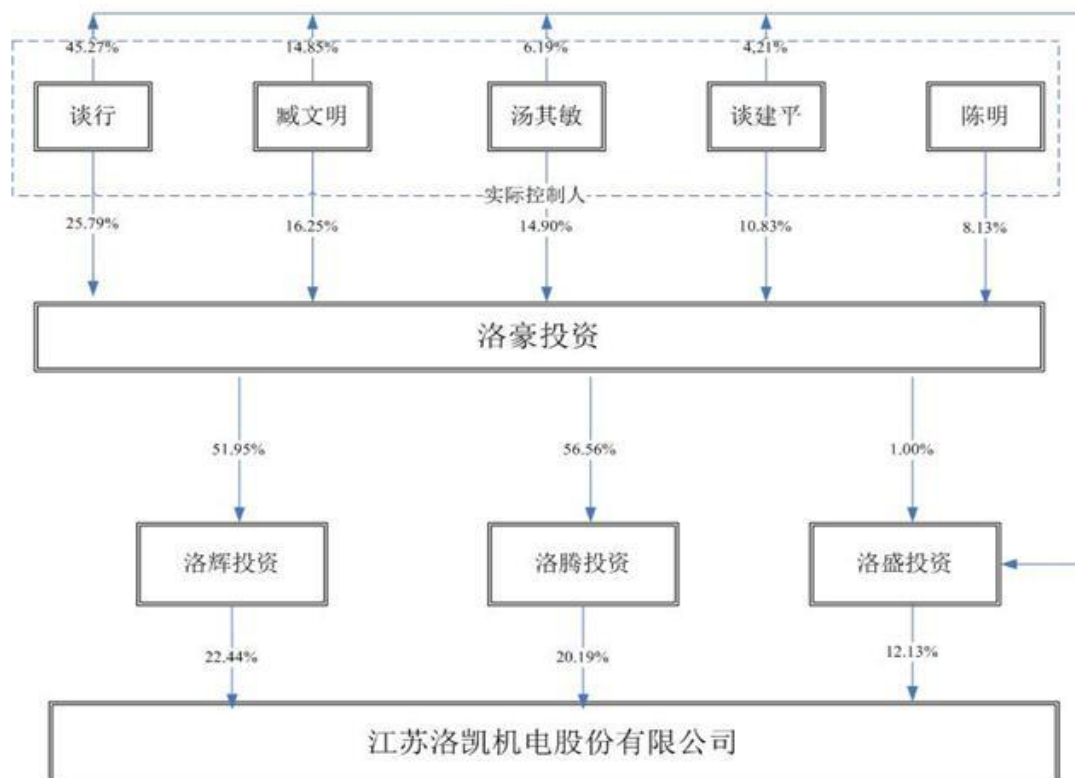 45.27%
14.85%
6.19%
4.21%
谈行
臧文明
汤其敏
谈建平
陈明
实际控制人
25.79%
16.25%
14.90%
10.83%
8.13%
洛豪投资
51.95%
56.56%
1.00%
洛辉投资
洛腾投资
洛盛投资
22.44%
20.19%
12.13%
江苏洛凯机电股份有限公司